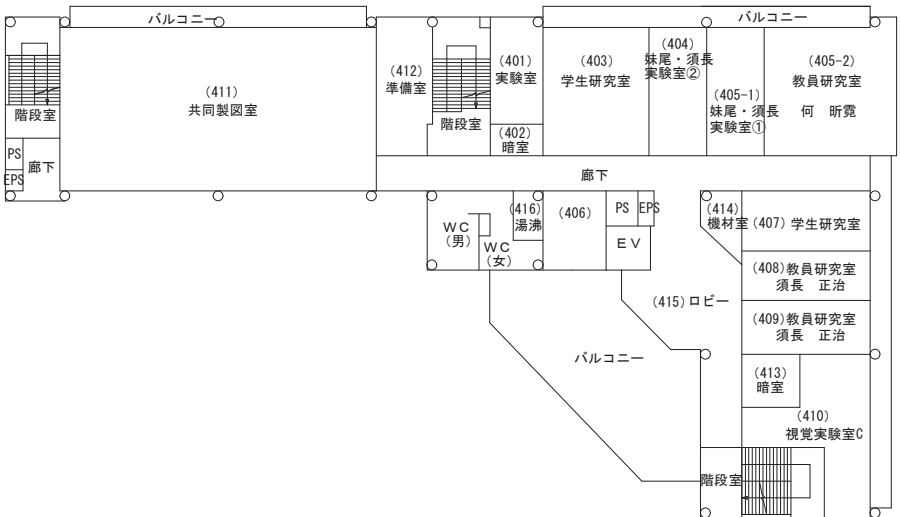 バルコニー
バルコニー
(411)
共同製図室
(412)
準備室
(401)
実験室
(403)
学生研究室
(404)
妹尾・須長
実験室②
(405-1)
妹尾・須長
実験室①
(405-2)
教員研究室
何 昕霓
階段室
階段室
(402)
暗室
PS
EPS
廊下
廊下
WC
(男)
WC
(女)
(416)
湯沸
(406)
PS
EPS
EV
(414)
機材室
(407) 学生研究室
(408)教員研究室
須長 正治
(415)ロビー
(409)教員研究室
須長 正治
バルコニー
(413)
暗室
(410)
視覚実験室C
階段室